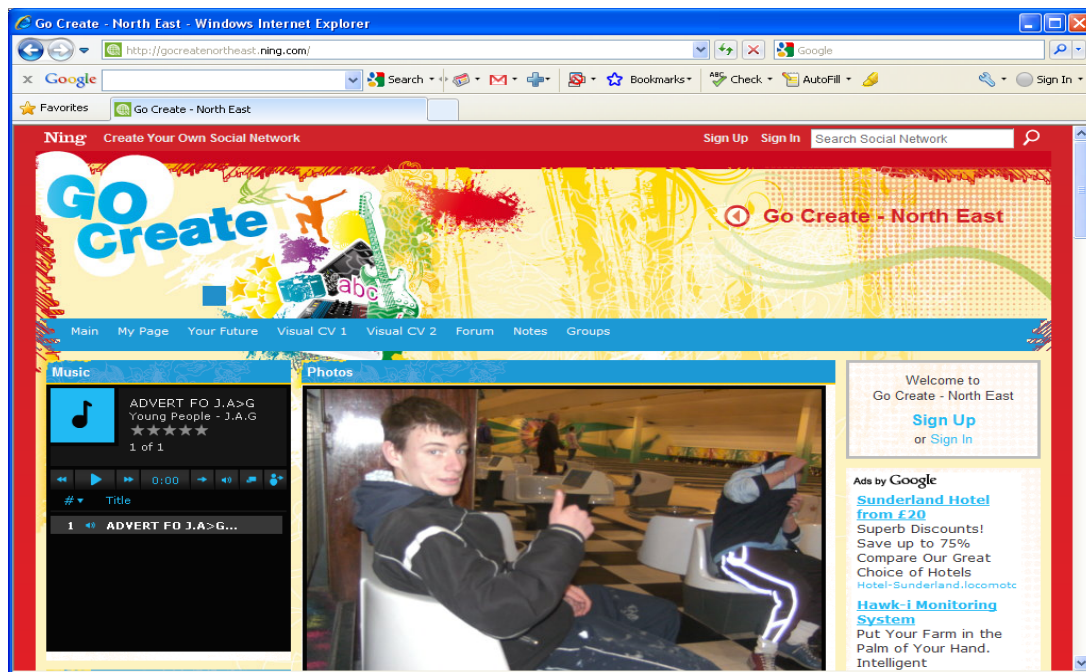 Go Create - North East - Windows Internet Explorer
http://gocreatenortheast.ning.com/
Google
x Google
Search
Bookmarks
ABC Check
AutoFill
Sign In
Favorites
Go Create - North East
Ning Create Your Own Social Network
Sign Up Sign In Search Social Network
GO
Create
abc
Go Create - North East
Main My Page Your Future Visual CV 1 Visual CV 2 Forum Notes Groups
Music
ADVERT FO J.A>G
Young People - J.A.G
1 of 1
0:00
# Title
1 ADVERT FO J.A>G...
Photos
Welcome to
Go Create - North East
Sign Up
or Sign In
Ads by Google
Sunderland Hotel
from £20
Superb Discounts!
Save up to 75%
Compare Our Great
Choice of Hotels
Hotel-Sunderland.locomotc
Hawk-i Monitoring
System
Put Your Farm in the
Palm of Your Hand.
Intelligent